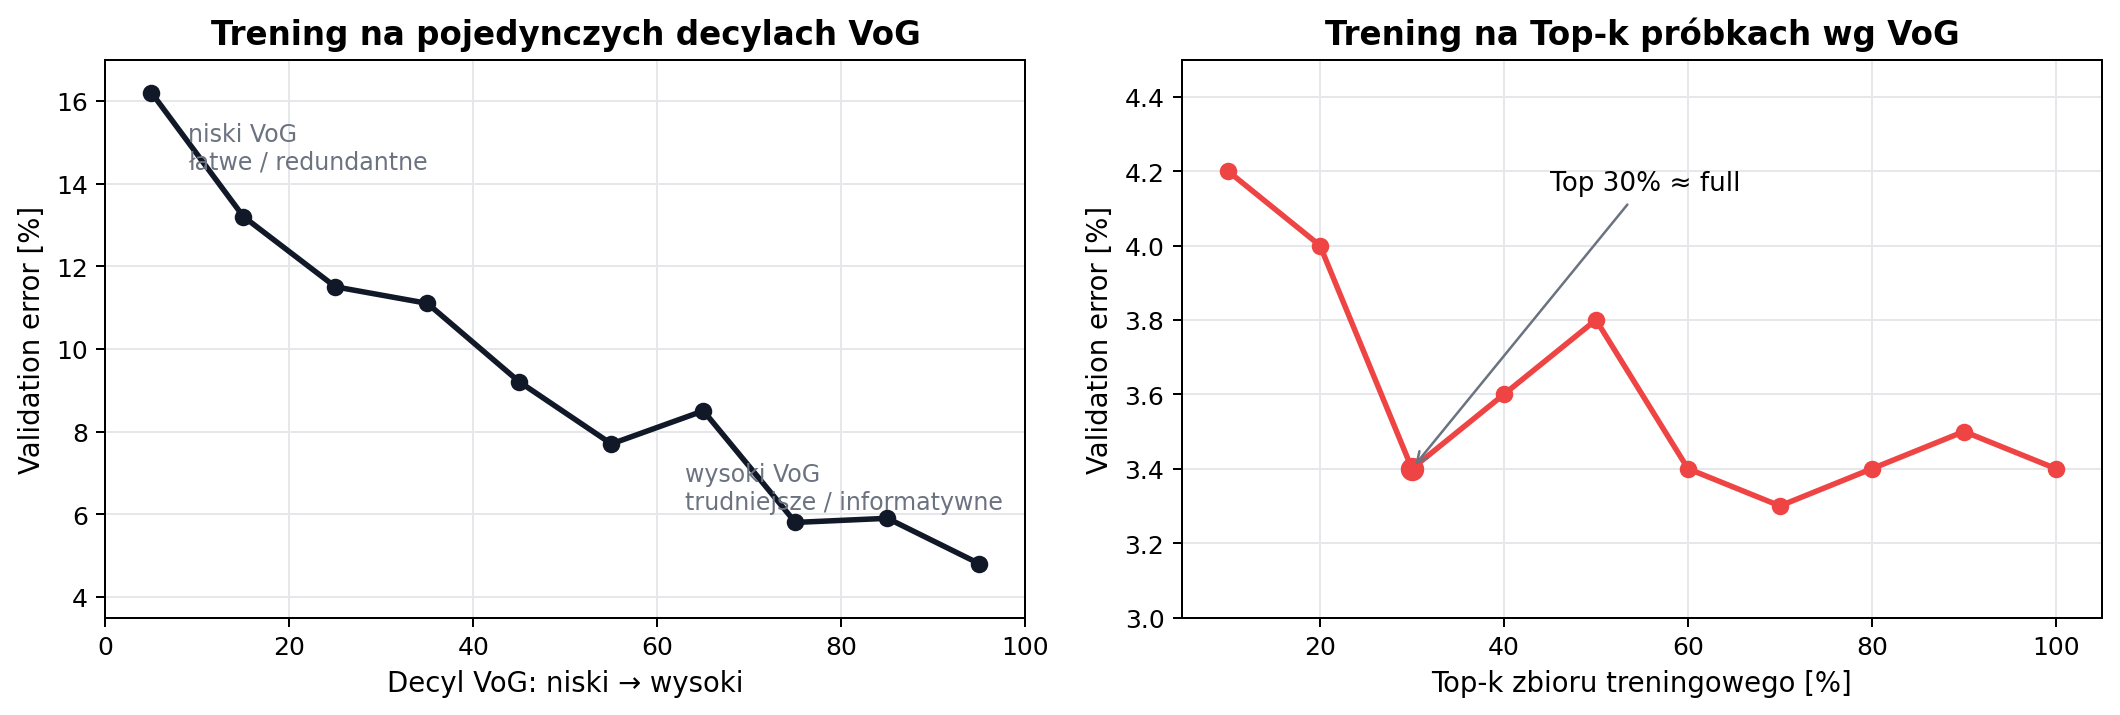 Trening na pojedynczych decylach VoG
Validation error [%]
16
14
12
10
8
6
4
niski VoG
łatwe / redundantne
wysoki VoG
trudniejsze / informatywne
0 20 40 60 80 100
Decyl VoG: niski → wysoki
Trening na Top-k próbkach wg VoG
Validation error [%]
4.4
4.2
4.0
3.8
3.6
3.4
3.2
3.0
Top 30% ≈ full
20 40 60 80 100
Top-k zbioru treningowego [%]